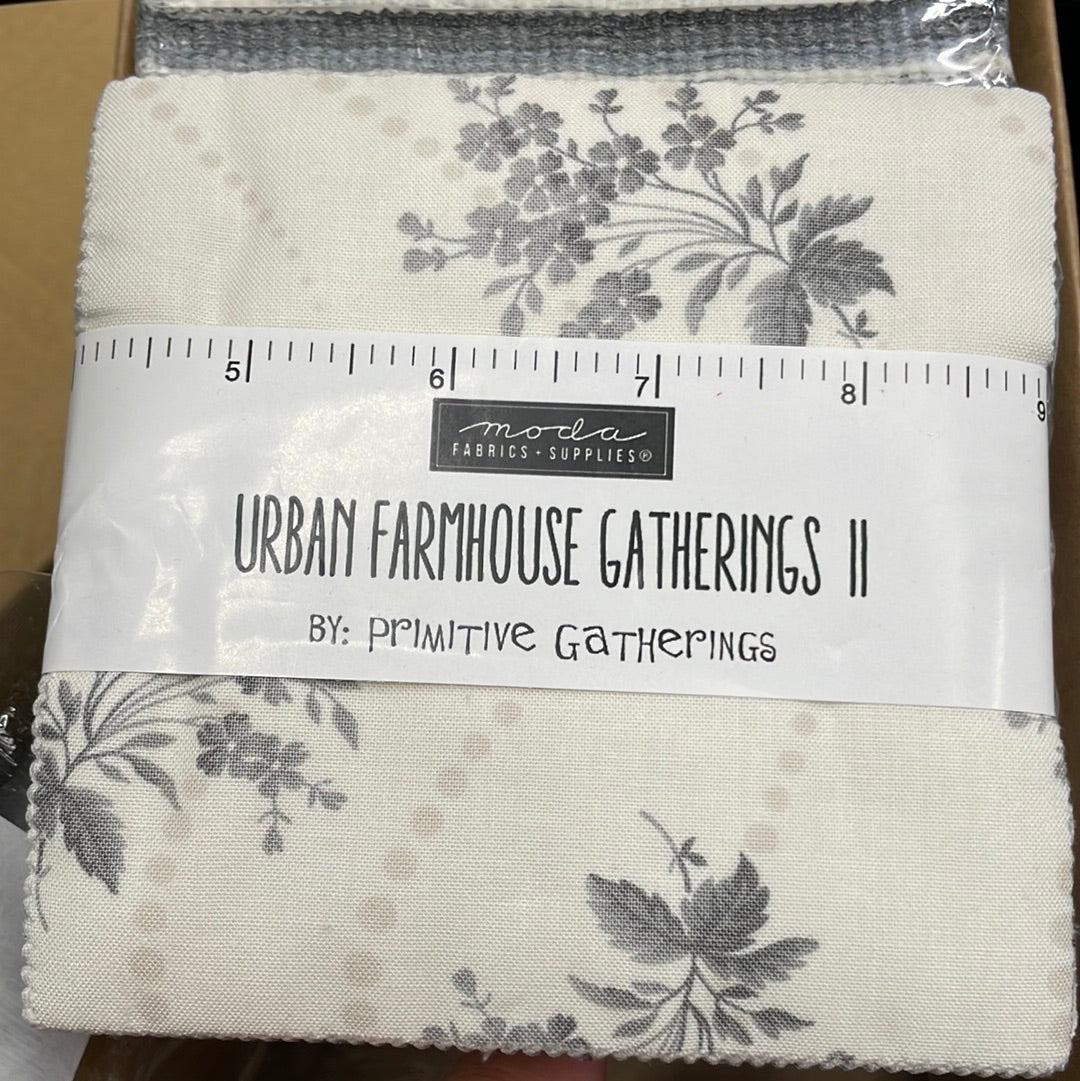 5 6 7 8 9
moda
FABRICS + SUPPLIES®
URBAN FARMHOUSE GATHERINGS II
BY: PRIMITIVE GATHERINGS